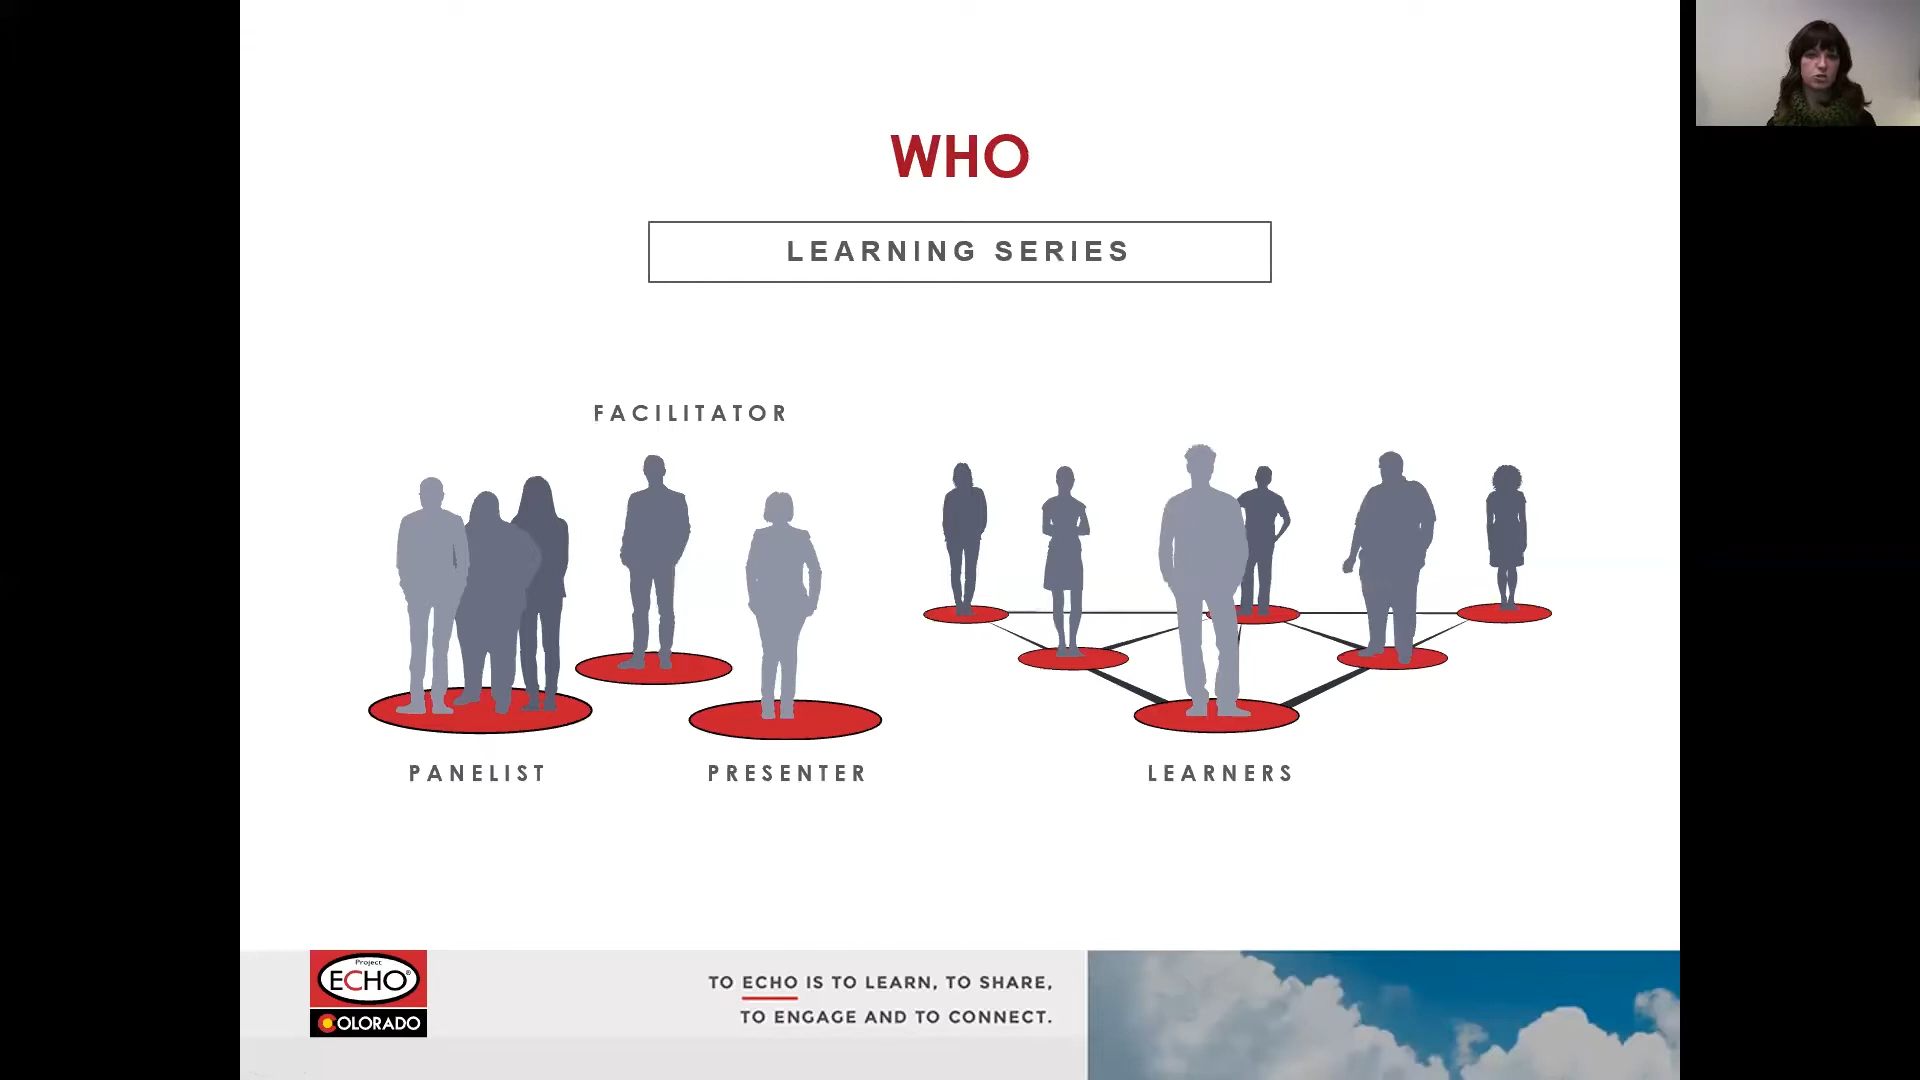 WHO
LEARNING SERIES
FACILITATOR
PANELIST
PRESENTER
LEARNERS
Project
ECHO®
COLORADO
TO ECHO IS TO LEARN, TO SHARE,
TO ENGAGE AND TO CONNECT.